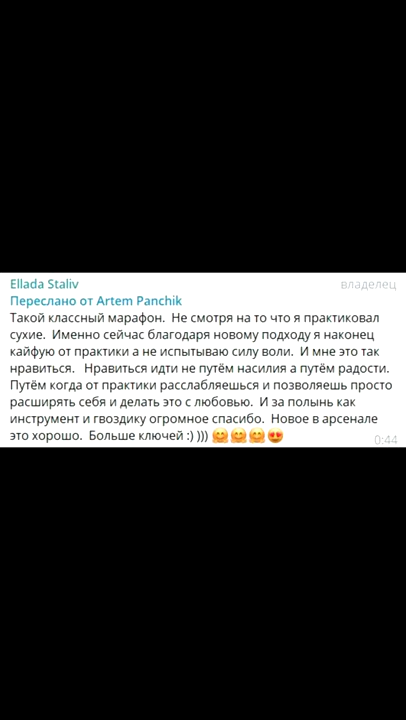 Ellada Staliv владелец
Переслано от Artem Panchik
Такой классный марафон. Не смотря на то что я практиковал
сухие. Именно сейчас благодаря новому подходу я наконец
кайфую от практики а не испытываю силу воли. И мне это так
нравиться. Нравиться идти не путём насилия а путём радости.
Путём когда от практики расслабляешься и позволяешь просто
расширять себя и делать это с любовью. И за полынь как
инструмент и гвоздику огромное спасибо. Новое в арсенале
это хорошо. Больше ключей :) ))) 🤗🤗🤗😍
0:44